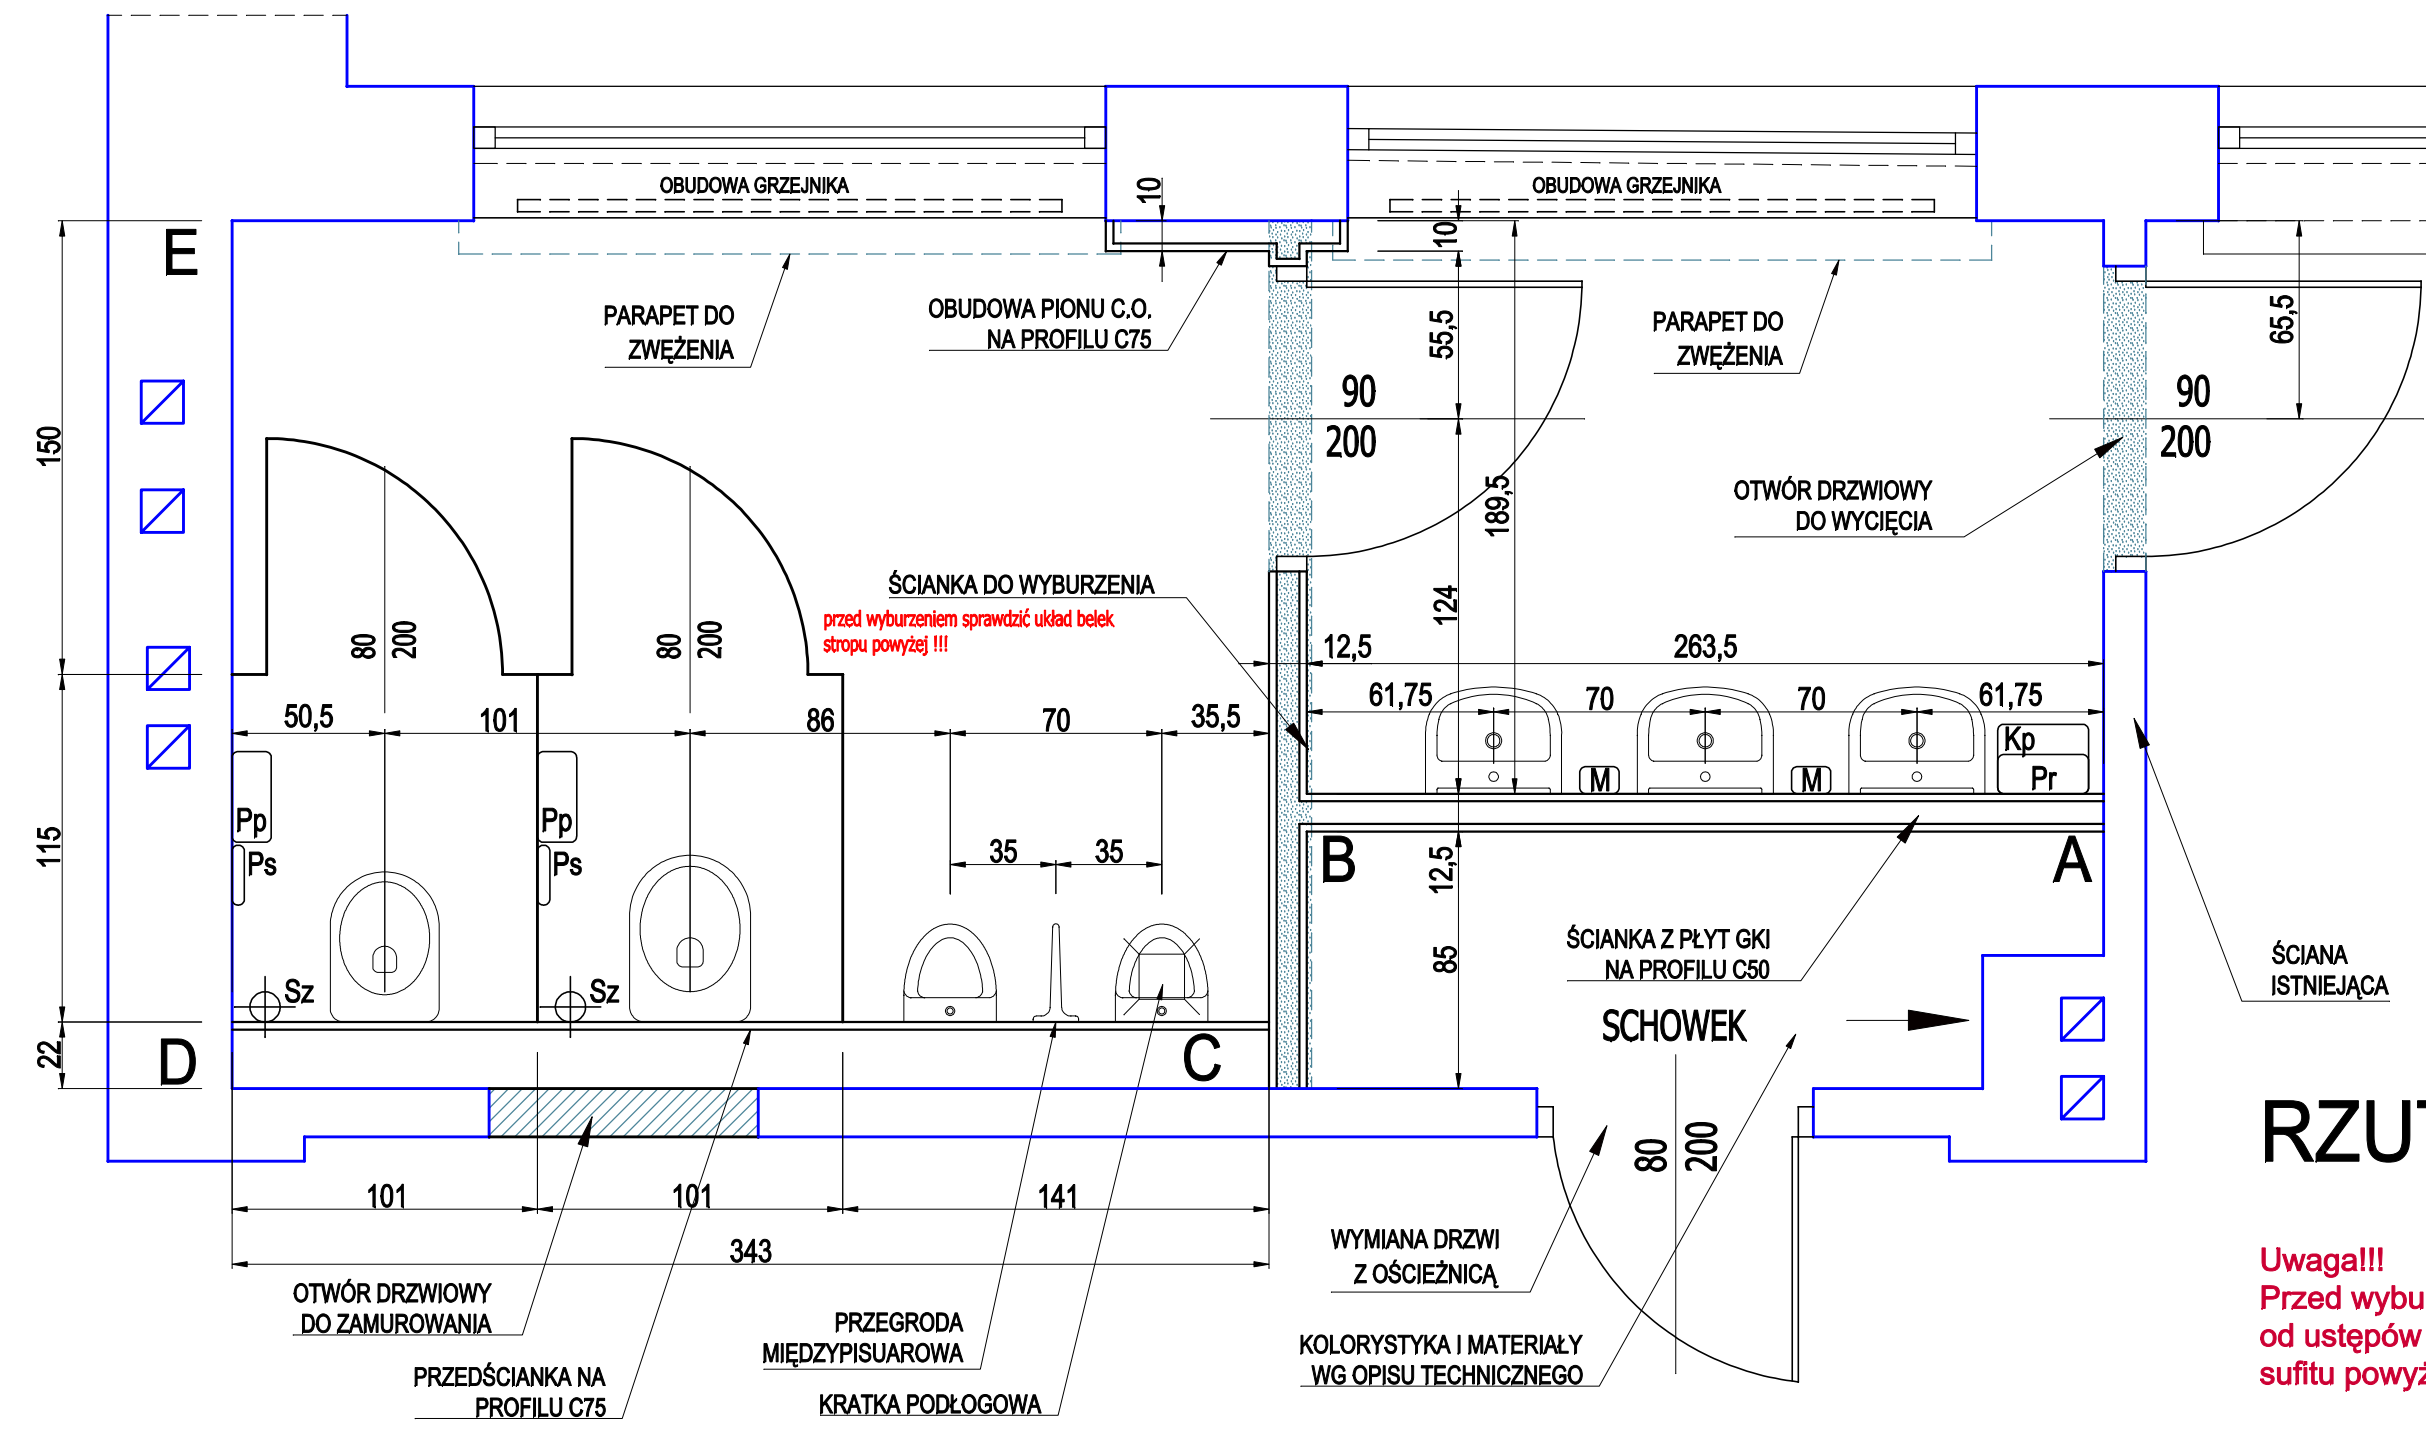 OBUDOWA GRZEJNIKA
10
OBUDOWA GRZEJNIKA
E
10
PARAPET DO
ZWĘŻENIA
OBUDOWA PIONU C.O.
NA PROFILU C75
55,5
PARAPET DO
ZWĘŻENIA
65,5
90
200
90
200
150
189,5
OTWÓR DRZWIOWY
DO WYCIĘCIA
ŚCIANKA DO WYBURZENIA
przed wyburzeniem sprawdzić układ belek
stropu powyżej !!!
124
80
200
80
200
12,5
263,5
50,5
101
86
70
35,5
61,75
70
70
61,75
Kp
Pr
M
M
Pp
Ps
Pp
Ps
115
35
35
B
A
12,5
85
ŚCIANKA Z PŁYT GKI
NA PROFILU C50
ŚCIANA
ISTNIEJĄCA
Sz
Sz
SCHOWEK
22
D
C
80
200
RZUT
101
101
141
343
WYMIANA DRZWI
Z OŚCIEŻNICĄ
OTWÓR DRZWIOWY
DO ZAMUROWANIA
PRZEGRODA
MIĘDZYPISUAROWA
KOLORYSTYKA I MATERIAŁY
WG OPISU TECHNICZNEGO
PRZEDŚCIANKA NA
PROFILU C75
KRATKA PODŁOGOWA
Uwaga!!!
Przed wybu
od ustępów
sufitu powyż